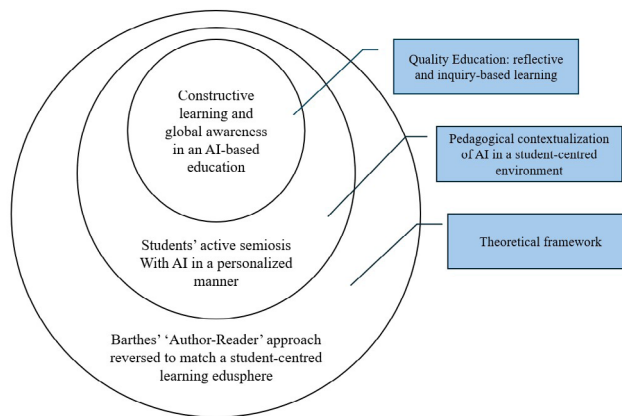 Constructive
learning and
global awareness
in an AI-based
education
Students’ active semiosis
With AI in a personalized
manner
Barthes’ ‘Author-Reader’ approach
reversed to match a student-centred
learning edusphere
Quality Education: reflective
and inquiry-based learning
Pedagogical contextualization
of AI in a student-centred
environment
Theoretical framework